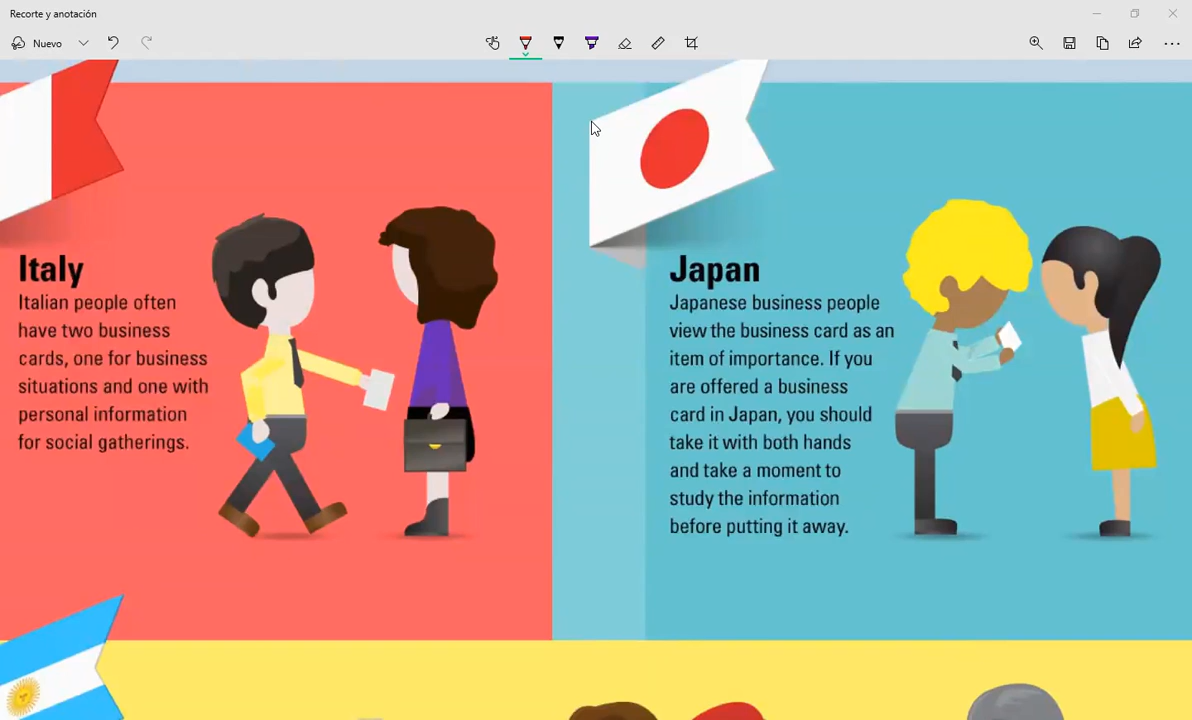 Recorte y anotación
Nuevo
Italy
Italian people often
have two business
cards, one for business
situations and one with
personal information
for social gatherings.
Japan
Japanese business people
view the business card as an
item of importance. If you
are offered a business
card in Japan, you should
take it with both hands
and take a moment to
study the information
before putting it away.